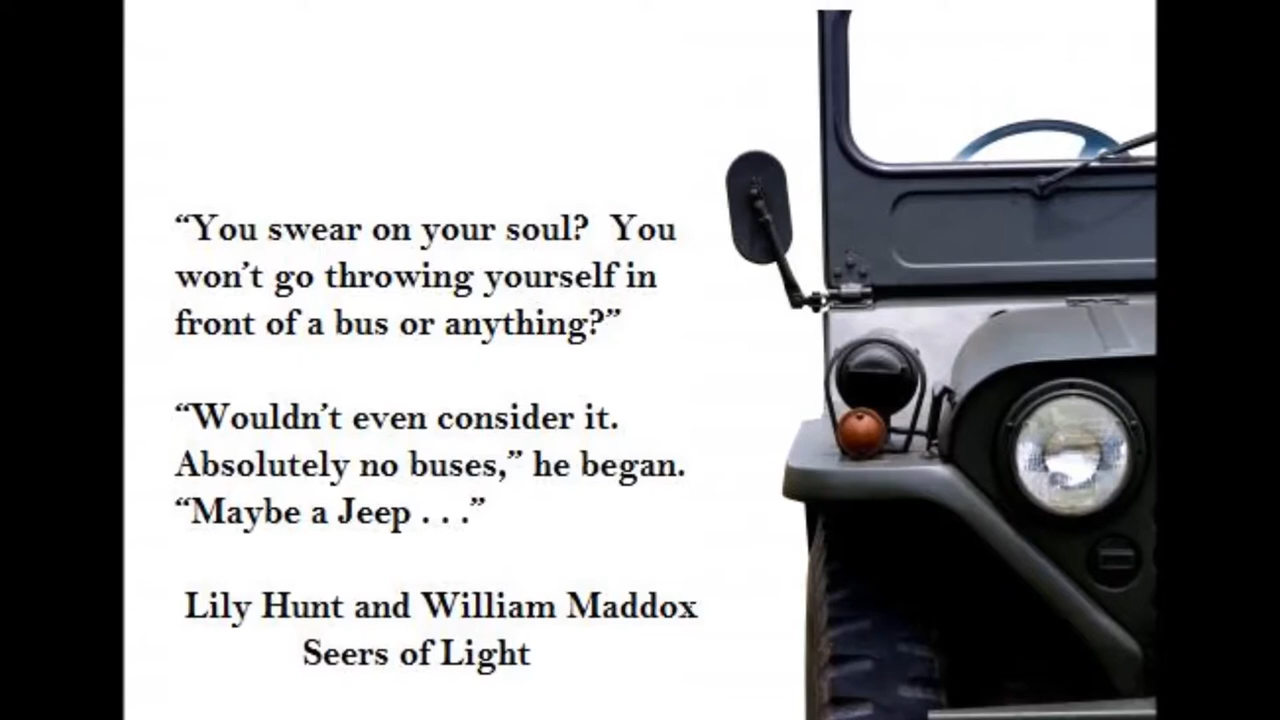 “You swear on your soul?  You
won’t go throwing yourself in
front of a bus or anything?”
“Wouldn’t even consider it.
Absolutely no buses,” he began.
“Maybe a Jeep . . .”
Lily Hunt and William Maddox
Seers of Light